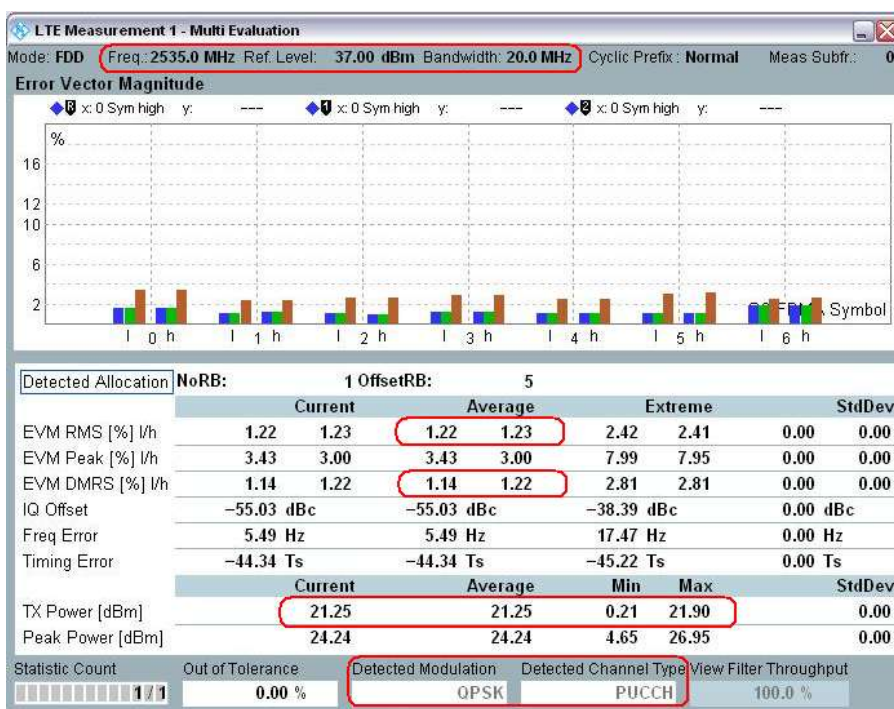 LTE Measurement 1 - Multi Evaluation
Mode: FDD Freq.: 2535.0 MHz Ref. Level: 37.00 dBm Bandwidth: 20.0 MHz Cyclic Prefix : Normal Meas Subfr.: 0
Error Vector Magnitude
x: 0 Sym high y: --- 1 x: 0 Sym high y: --- 2 x: 0 Sym high y: ---
%
16
12
10
6
2
Symbol
l 0 h l 1 h l 2 h l 3 h l 4 h l 5 h l 6 h
Detected Allocation NoRB: 1 OffsetRB: 5
Current Average Extreme StdDev
EVM RMS [%] l/h 1.22 1.23 1.22 1.23 2.42 2.41 0.00 0.00
EVM Peak [%] l/h 3.43 3.00 3.43 3.00 7.99 7.95 0.00 0.00
EVM DMRS [%] l/h 1.14 1.22 1.14 1.22 2.81 2.81 0.00 0.00
IQ Offset −55.03 dBc −55.03 dBc −38.39 dBc 0.00 dBc
Freq Error 5.49 Hz 5.49 Hz 17.47 Hz 0.00 Hz
Timing Error −44.34 Ts −44.34 Ts −45.22 Ts 0.00 Ts
Current Average Min Max StdDev
TX Power [dBm] 21.25 21.25 0.21 21.90 0.00
Peak Power [dBm] 24.24 24.24 4.65 26.95 0.00
Statistic Count Out of Tolerance Detected Modulation Detected Channel Type View Filter Throughput
1 / 1 0.00 % QPSK PUCCH 100.0 %